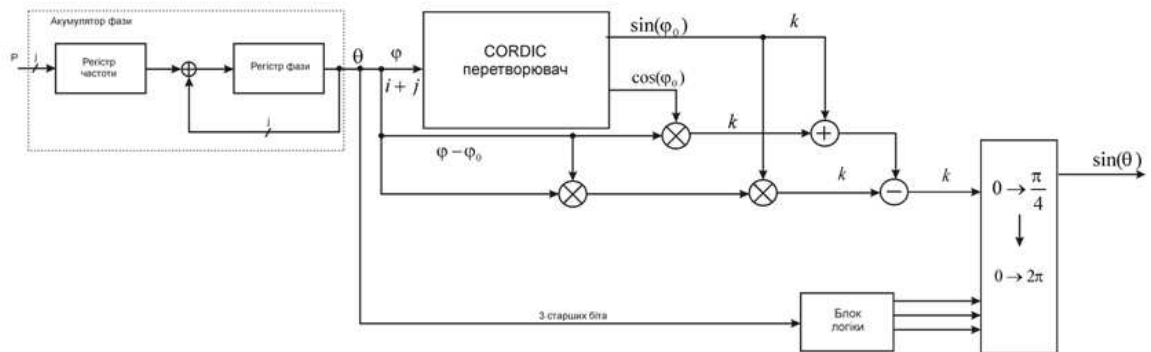 Акумулятор фази
P
j
Регістр
частоти
Регістр фази
j
θ
φ
i + j
CORDIC
перетворювач
sin(φ₀)
k
cos(φ₀)
k
φ – φ₀
k
k
sin(θ)
0 → π/4
0 → 2π
3 старших біта
Блок
логіки